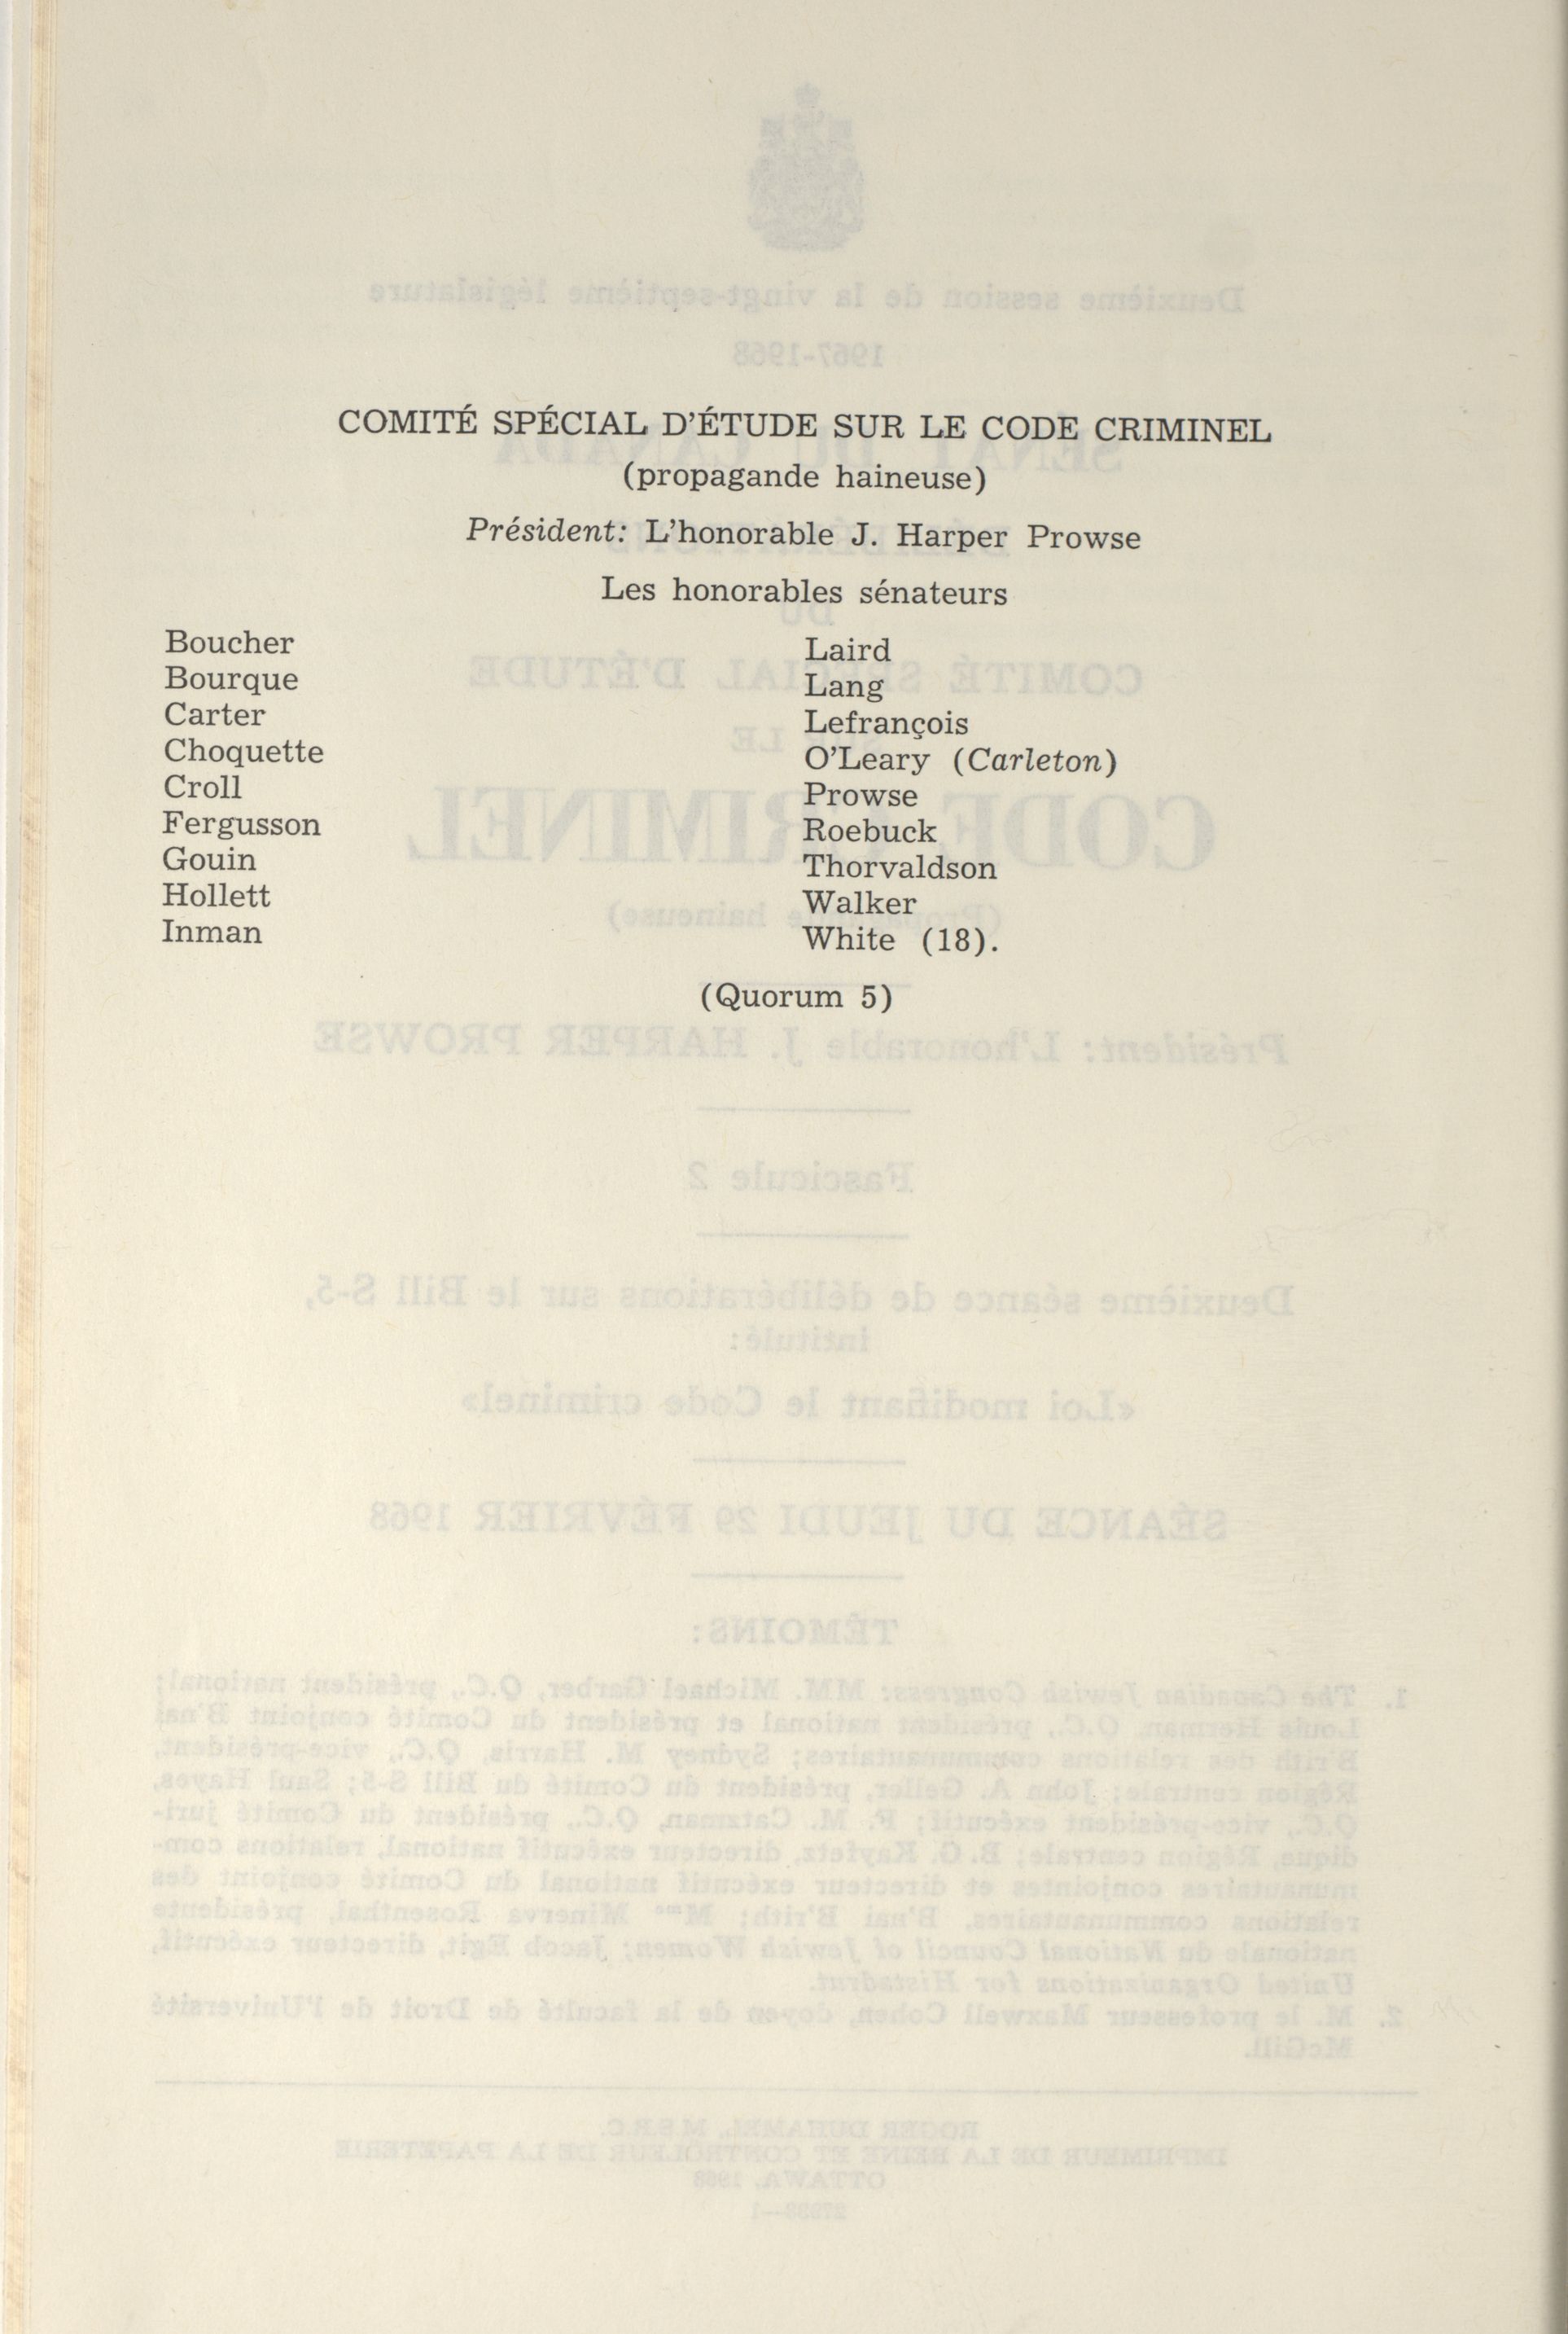 COMITÉ SPÉCIAL D'ÉTUDE SUR LE CODE CRIMINEL
(propagande haineuse)
Président: L'honorable J. Harper Prowse
Les honorables sénateurs
Boucher
Bourque
Carter
Choquette
Croll
Fergusson
Gouin
Hollett
Inman
Laird
Lang
Lefrançois
O'Leary (Carleton)
Prowse
Roebuck
Thorvaldson
Walker
White (18).
(Quorum 5)